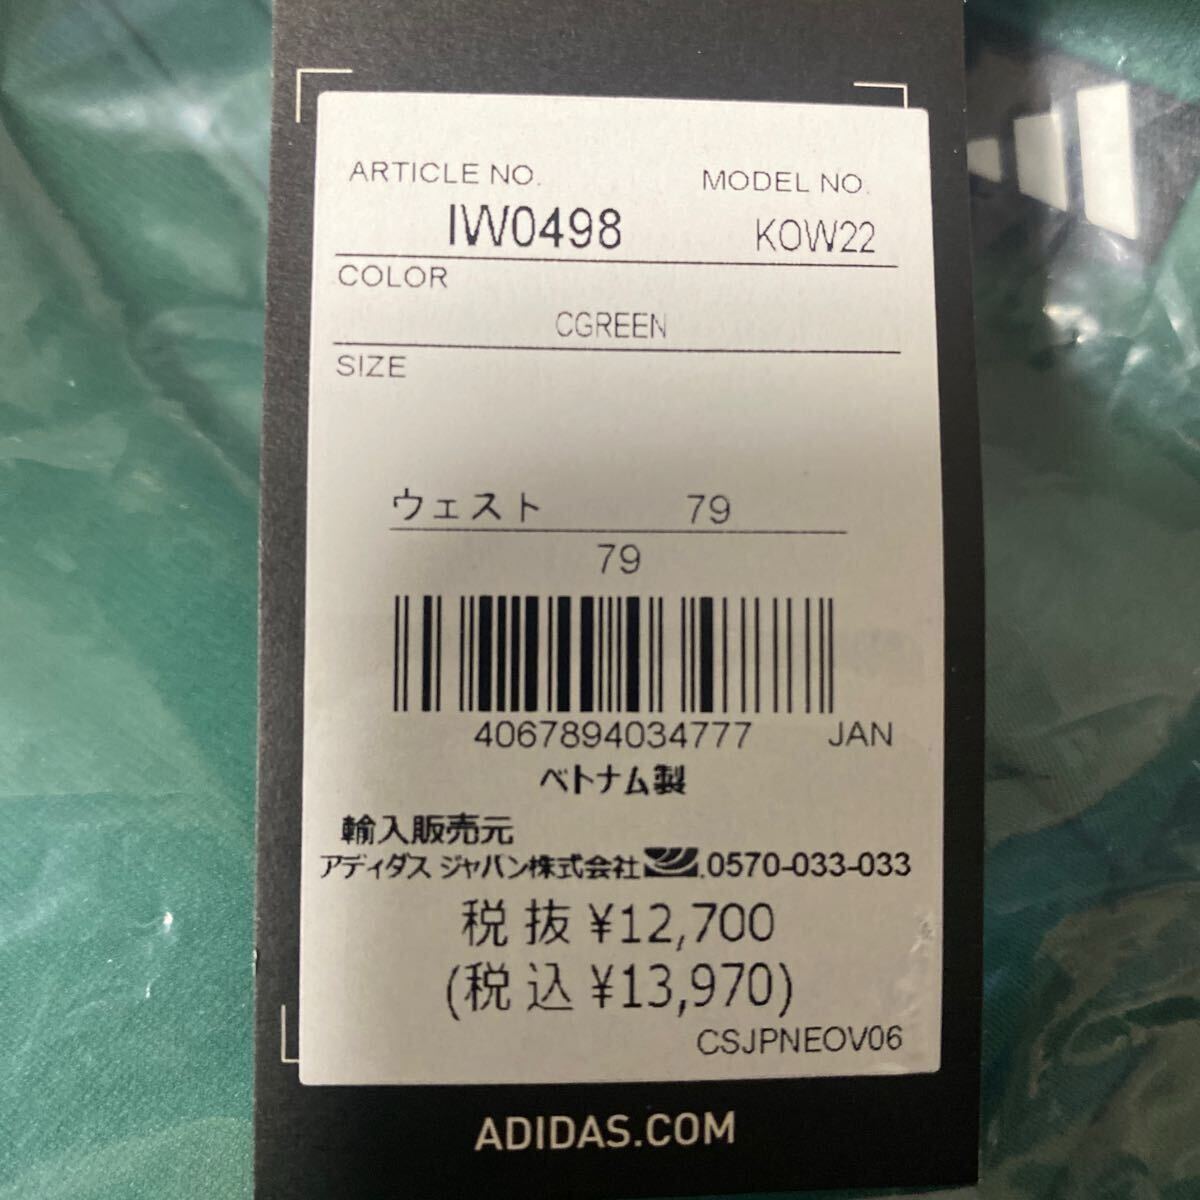 ARTICLE NO. MODEL NO.
IW0498 KOW22
COLOR
CGREEN
SIZE
ウェスト 79
79
4067894034777 JAN
ベトナム製
輸入販売元
アディダス ジャパン株式会社 0570-033-033
税抜 ¥12,700
(税込 ¥13,970)
CSJPNEOV06
ADIDAS.COM